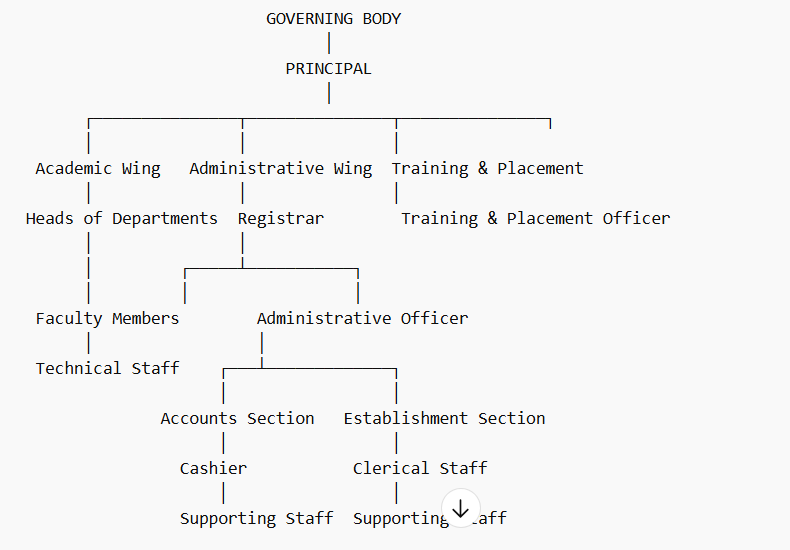 GOVERNING BODY
PRINCIPAL
Academic Wing Administrative Wing Training & Placement
Heads of Departments Registrar Training & Placement Officer
Faculty Members Administrative Officer
Technical Staff
Accounts Section Establishment Section
Cashier Clerical Staff
Supporting Staff Supporting